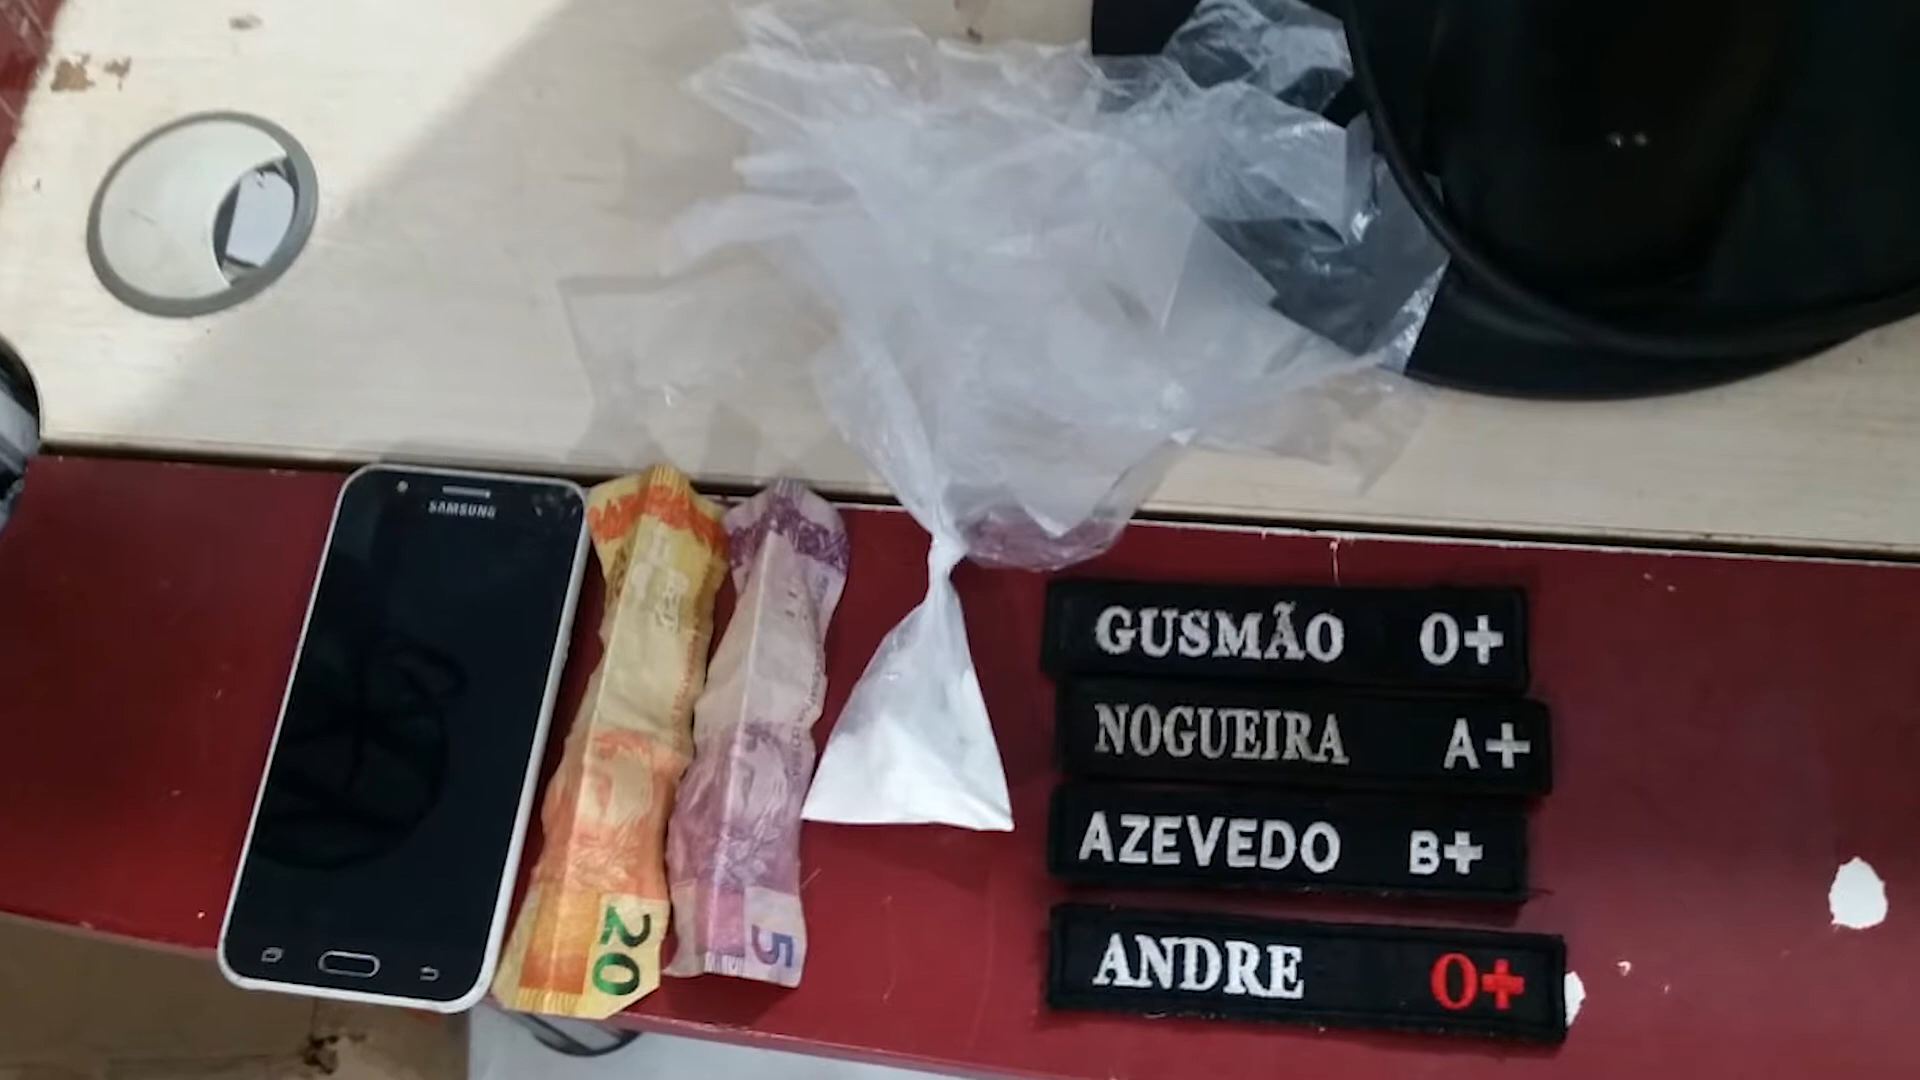 SAMSUNG
20
5
GUSMÃO O+
NOGUEIRA A+
AZEVEDO B+
ANDRE O+